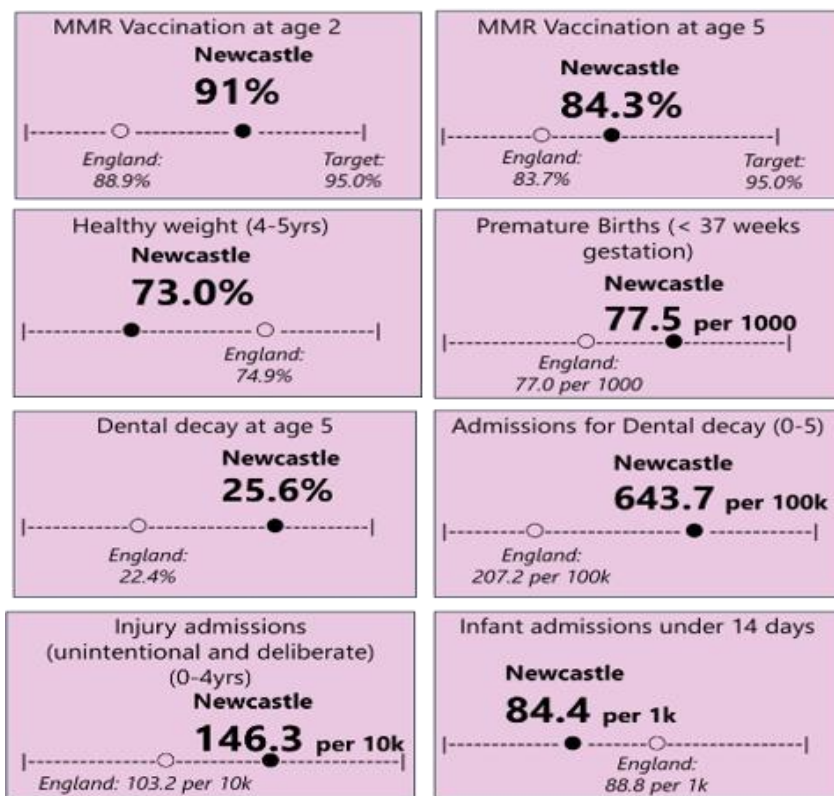 MMR Vaccination at age 2
Newcastle
91%
England:
88.9%
Target:
95.0%
MMR Vaccination at age 5
Newcastle
84.3%
England:
83.7%
Target:
95.0%
Healthy weight (4-5yrs)
Newcastle
73.0%
England:
74.9%
Premature Births (< 37 weeks
gestation)
Newcastle
77.5 per 1000
England:
77.0 per 1000
Dental decay at age 5
Newcastle
25.6%
England:
22.4%
Admissions for Dental decay (0-5)
Newcastle
643.7 per 100k
England:
207.2 per 100k
Injury admissions
(unintentional and deliberate)
(0-4yrs)
Newcastle
146.3 per 10k
England: 103.2 per 10k
Infant admissions under 14 days
Newcastle
84.4 per 1k
England:
88.8 per 1k